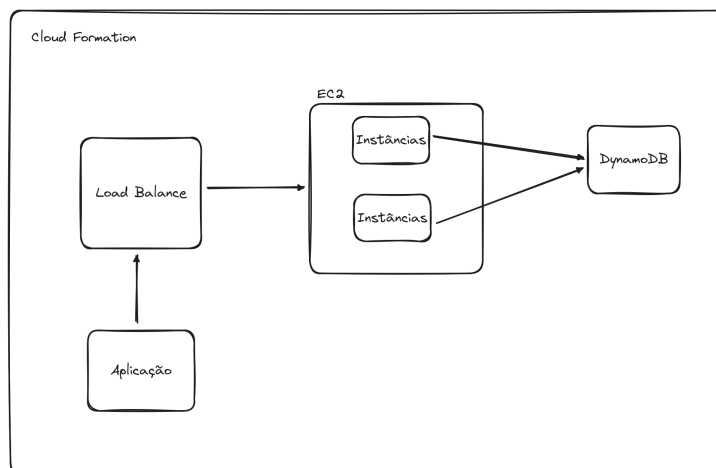 Cloud Formation
EC2
Instâncias
Load Balance
Instâncias
DynamoDB
Aplicação